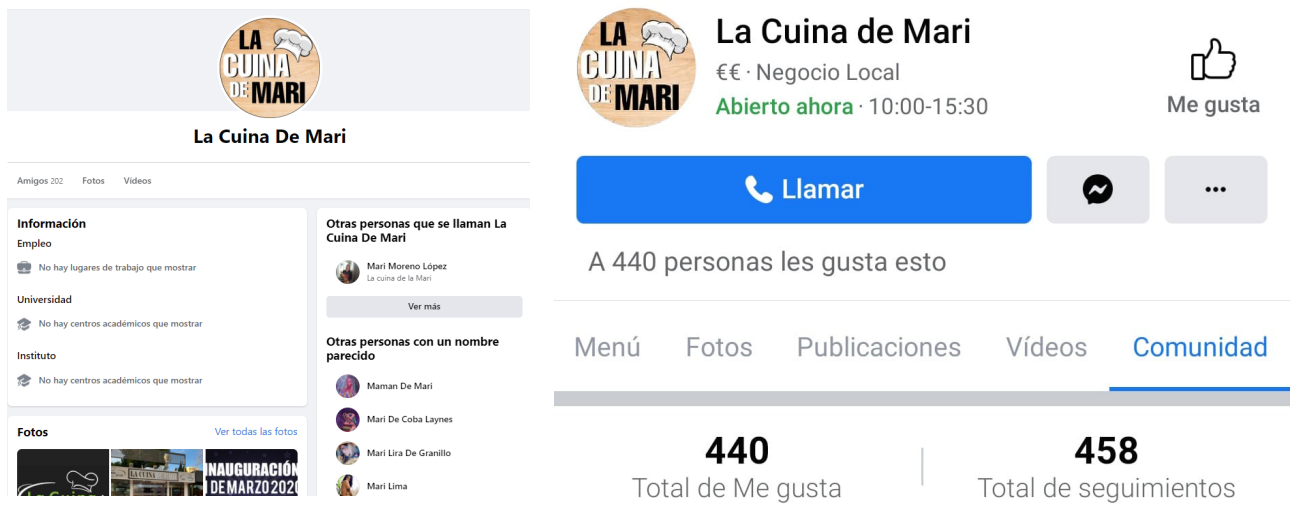 LA
CUINA
DE MARI
La Cuina De Mari
Amigos 202
Fotos
Vídeos
Información
Empleo
No hay lugares de trabajo que mostrar
Universidad
No hay centros académicos que mostrar
Instituto
No hay centros académicos que mostrar
Fotos
Ver todas las fotos
La Cuina
LA CUINA
NAUGURACIÓN
DE MARZO 202
Otras personas que se llaman La
Cuina De Mari
Mari Moreno López
La cuina de la Mari
Ver más
Otras personas con un nombre
parecido
Maman De Mari
Mari De Coba Laynes
Mari Lira De Granillo
Mari Lima
LA
CUINA
DE MARI
La Cuina de Mari
€€ · Negocio Local
Abierto ahora · 10:00-15:30
Me gusta
Llamar
A 440 personas les gusta esto
Menú
Fotos
Publicaciones
Vídeos
Comunidad
440
Total de Me gusta
458
Total de seguimientos